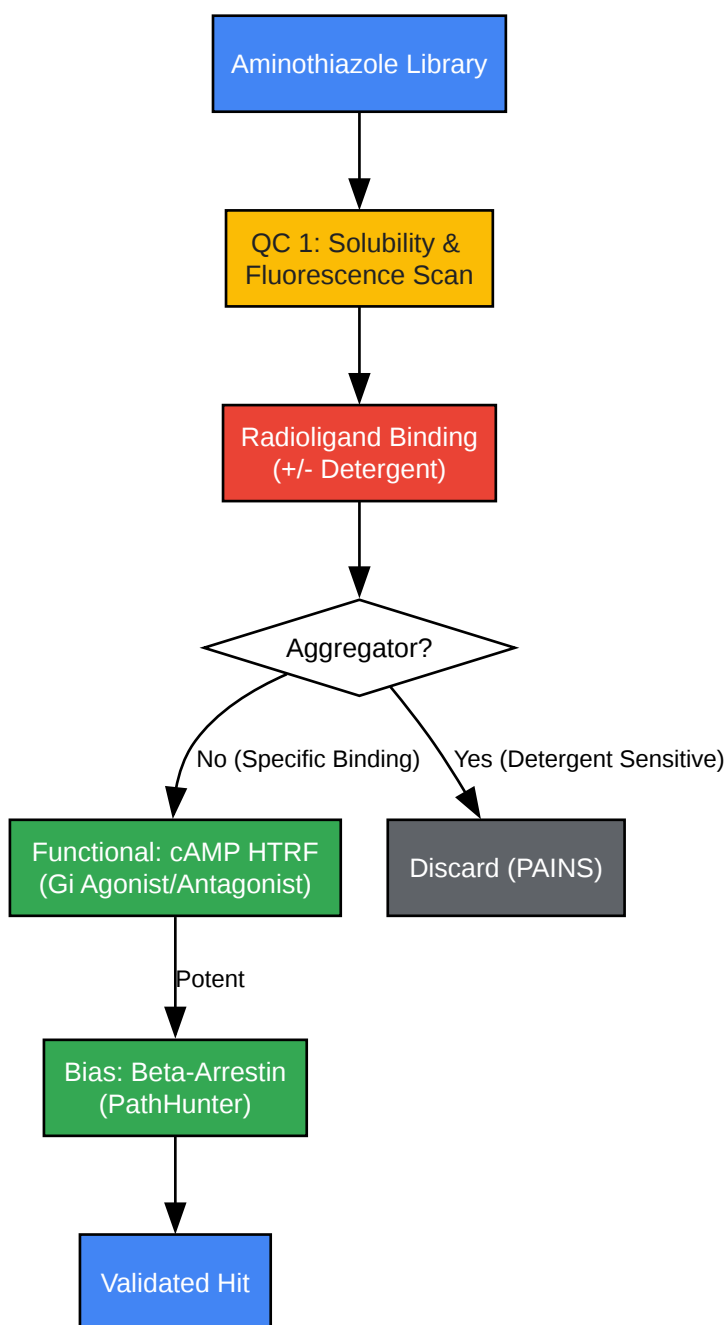 Aminothiazole Library
QC 1: Solubility &
Fluorescence Scan
Radioligand Binding
(+/- Detergent)
Aggregator?
No (Specific Binding)
Yes (Detergent Sensitive)
Functional: cAMP HTRF
(Gi Agonist/Antagonist)
Discard (PAINS)
Potent
Bias: Beta-Arrestin
(PathHunter)
Validated Hit